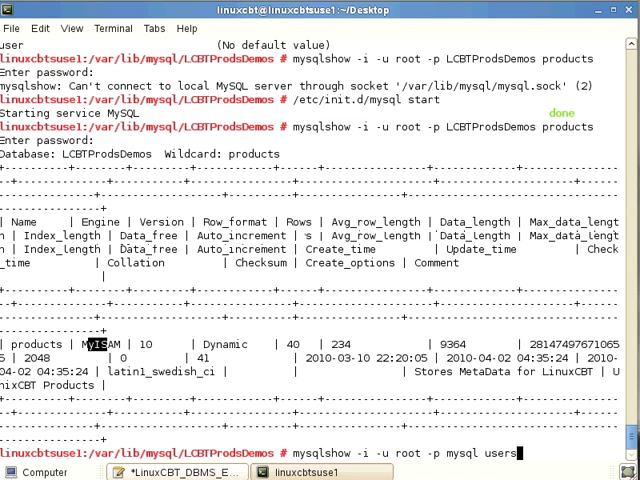 linuxcbt@linuxcbtsuse1:~/Desktop
File Edit View Terminal Tabs Help
user (No default value)
linuxcbtsuse1:/var/lib/mysql/LCBTProdsDemos # mysqlshow -i -u root -p LCBTProdsDemos products
Enter password:
mysqlshow: Can't connect to local MySQL server through socket '/var/lib/mysql/mysql.sock' (2)
linuxcbtsuse1:/var/lib/mysql/LCBTProdsDemos # /etc/init.d/mysql start
Starting service MySQL done
linuxcbtsuse1:/var/lib/mysql/LCBTProdsDemos # mysqlshow -i -u root -p LCBTProdsDemos products
Enter password:
Database: LCBTProdsDemos Wildcard: products
| Name | Engine | Version | Row_format | Rows | Avg_row_length | Data_length | Max_data_lengt
h | Index_length | Data_free | Auto_increment | s | Avg_row_length | Data_length | Max_data_lengt
h | Index_length | Data_free | Auto_increment | Create_time | Update_time | Check
_time | Collation | Checksum | Create_options | Comment
|
| products | MyISAM | 10 | Dynamic | 40 | 234 | 9364 | 28147497671065
5 | 2048 | 0 | 41 | 2010-03-10 22:20:05 | 2010-04-02 04:35:24 | 2010-
04-02 04:35:24 | latin1_swedish_ci | | | Stores MetaData for LinuxCBT | U
nixCBT Products |
linuxcbtsuse1:/var/lib/mysql/LCBTProdsDemos # mysqlshow -i -u root -p mysql users
Computer *LinuxCBT_DBMS_E... linuxcbtsuse1